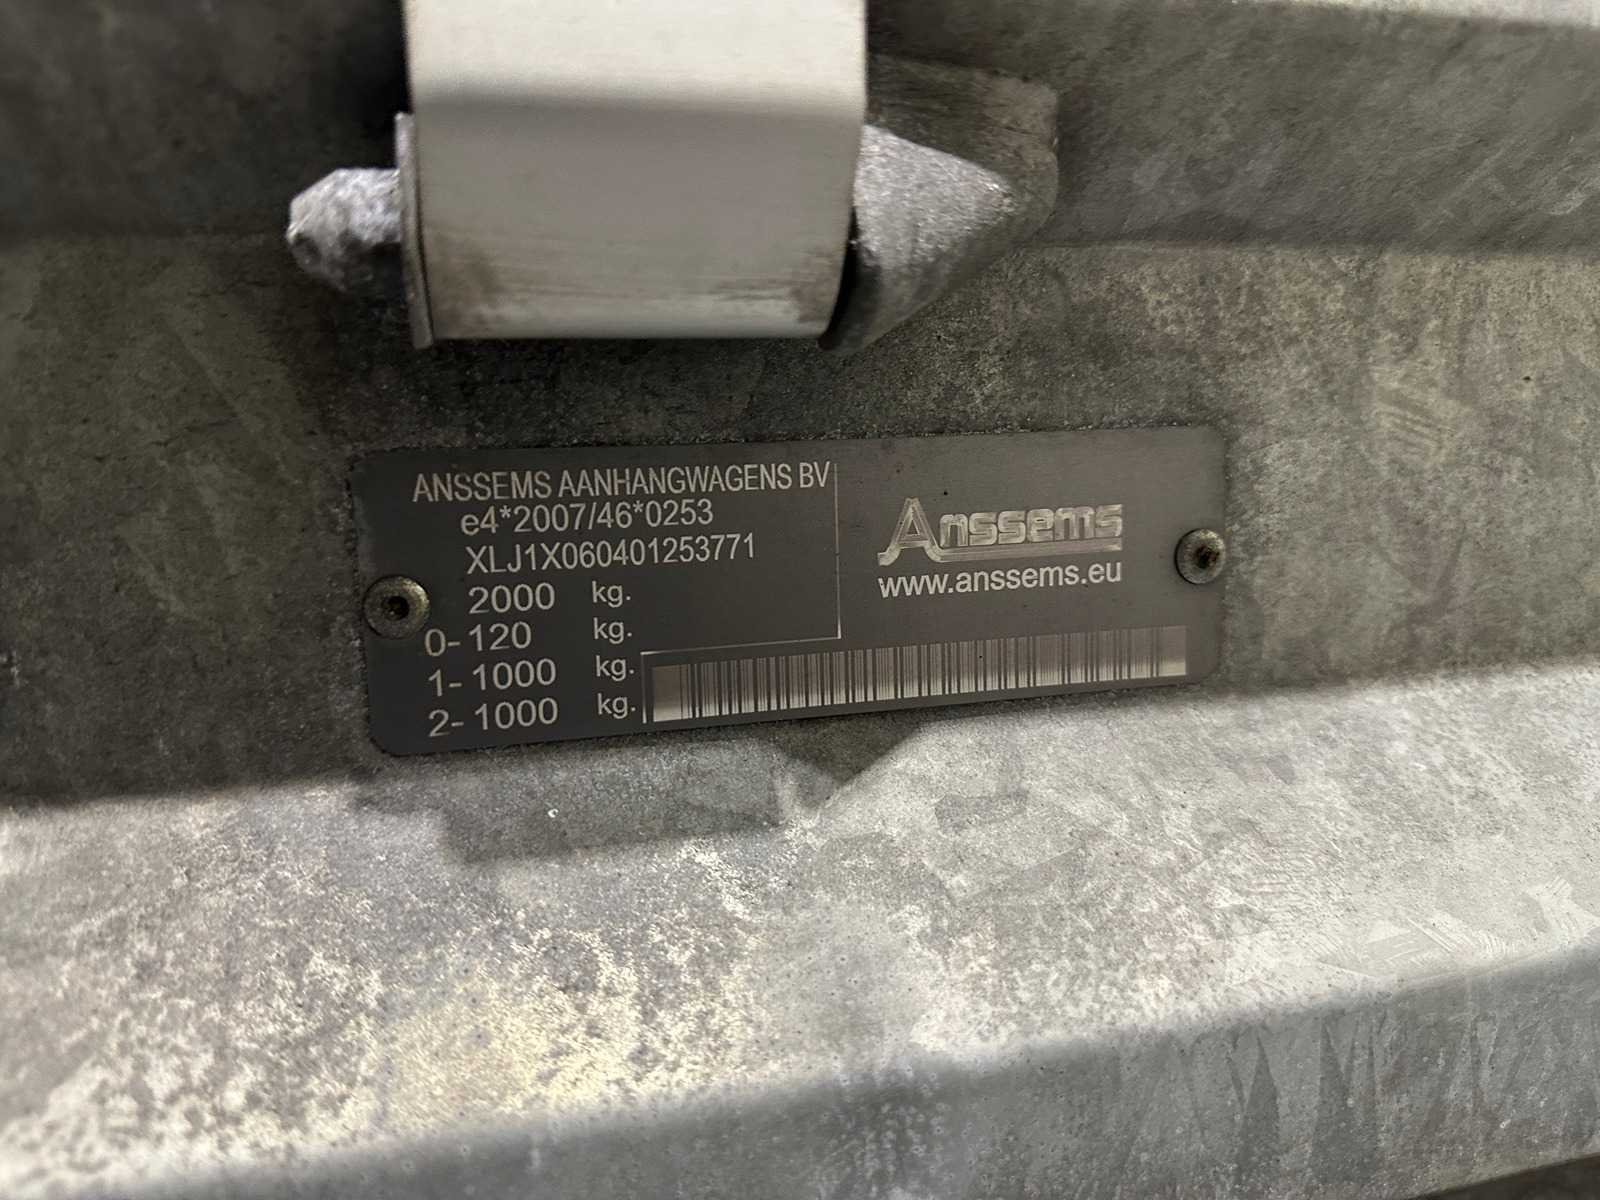 ANSSEMS AANHANGWAGENS BV
e4*2007/46*0253
XLJ1X060401253771
2000 kg.
0- 120 kg.
1- 1000 kg.
2- 1000 kg.
Anssems
www.anssems.eu